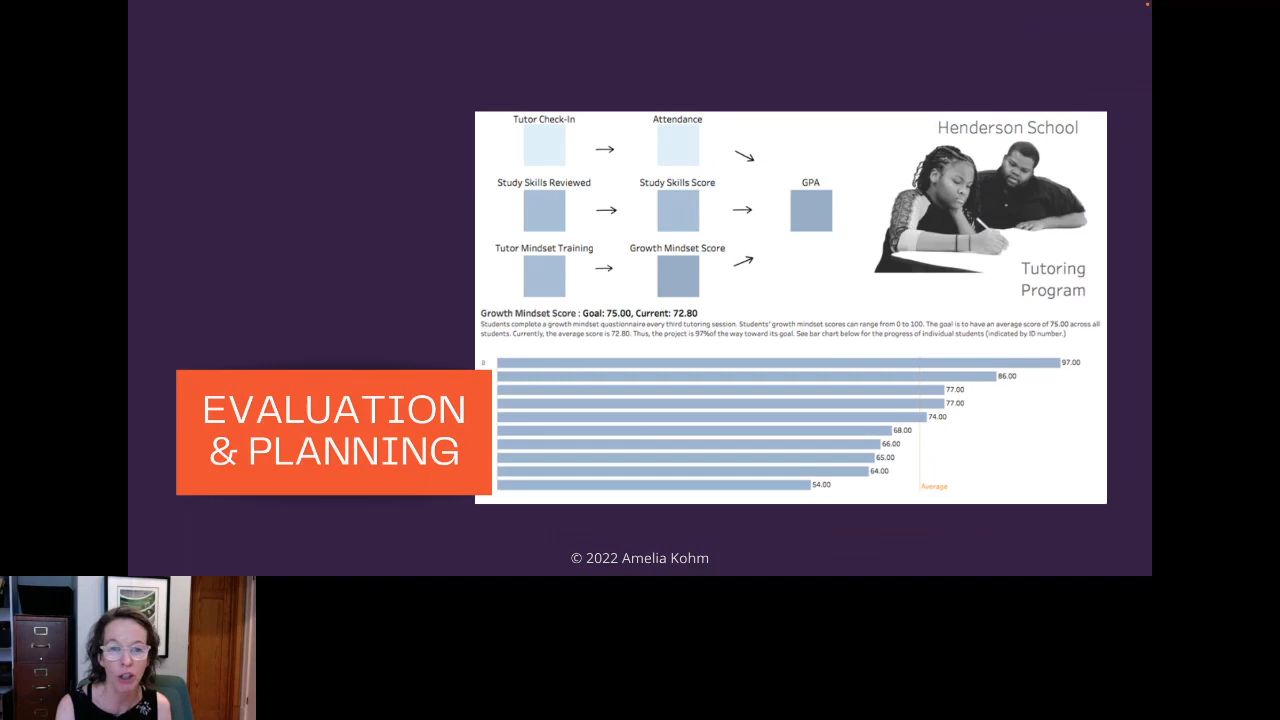 Tutor Check-In
Attendance
Henderson School
Study Skills Reviewed
Study Skills Score
GPA
Tutor Mindset Training
Growth Mindset Score
Tutoring
Program
Growth Mindset Score : Goal: 75.00, Current: 72.80
Students complete a growth mindset questionnaire every third tutoring session. Students' growth mindset scores can range from 0 to 100. The goal is to have an average score of 75.00 across all
students. Currently, the average score is 72.80. Thus, the project is 97%of the way toward its goal. See bar chart below for the progress of individual students (indicated by ID number.)
8
97.00
86.00
77.00
77.00
74.00
68.00
66.00
65.00
64.00
54.00
Average
EVALUATION
& PLANNING
© 2022 Amelia Kohm